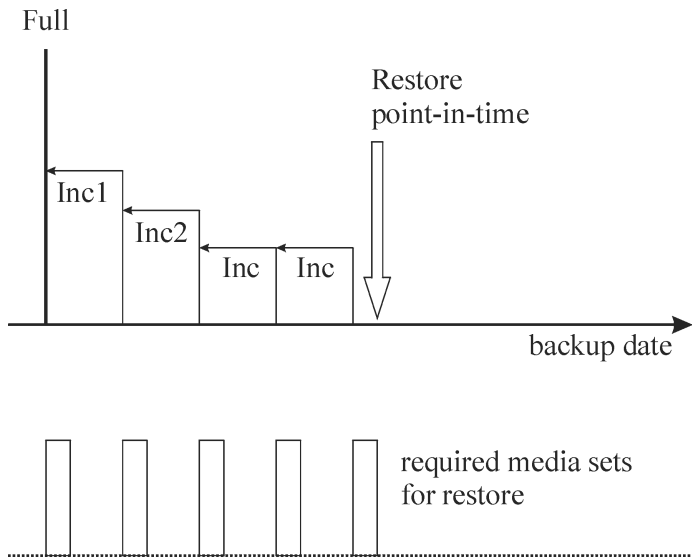 Full
Restore
point-in-time
Inc1
Inc2
Inc
Inc
backup date
required media sets
for restore